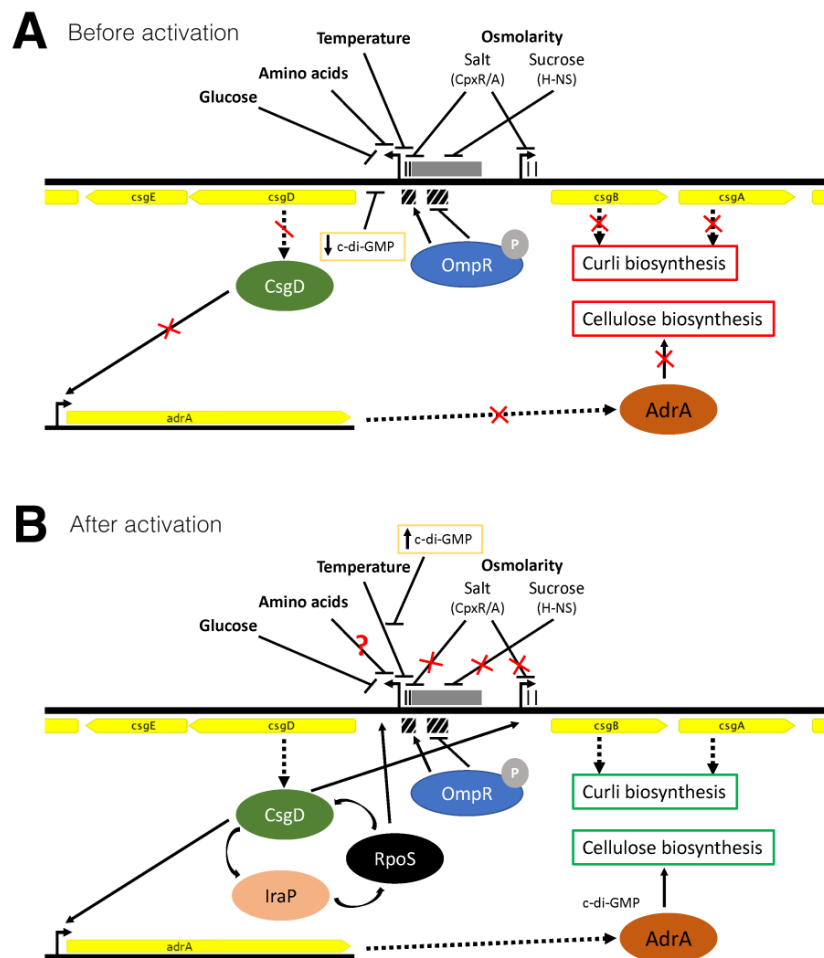 A Before activation
Temperature
Osmolarity
Salt
(CpxR/A)
Sucrose
(H-NS)
Amino acids
Glucose
csgE
csgD
csgB
csgA
c-di-GMP
OmpR
P
CsgD
Curli biosynthesis
Cellulose biosynthesis
AdrA
adrA
B After activation
c-di-GMP
Temperature
Osmolarity
Salt
(CpxR/A)
Sucrose
(H-NS)
Amino acids
?
Glucose
csgE
csgD
csgB
csgA
OmpR
P
CsgD
Curli biosynthesis
RpoS
Cellulose biosynthesis
IraP
c-di-GMP
AdrA
adrA